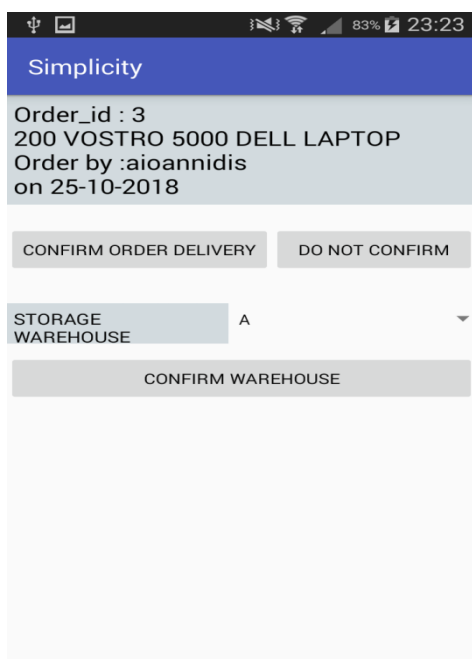 83% 23:23
Simplicity
Order_id : 3
200 VOSTRO 5000 DELL LAPTOP
Order by :aioannidis
on 25-10-2018
CONFIRM ORDER DELIVERY DO NOT CONFIRM
STORAGE A
WAREHOUSE
CONFIRM WAREHOUSE